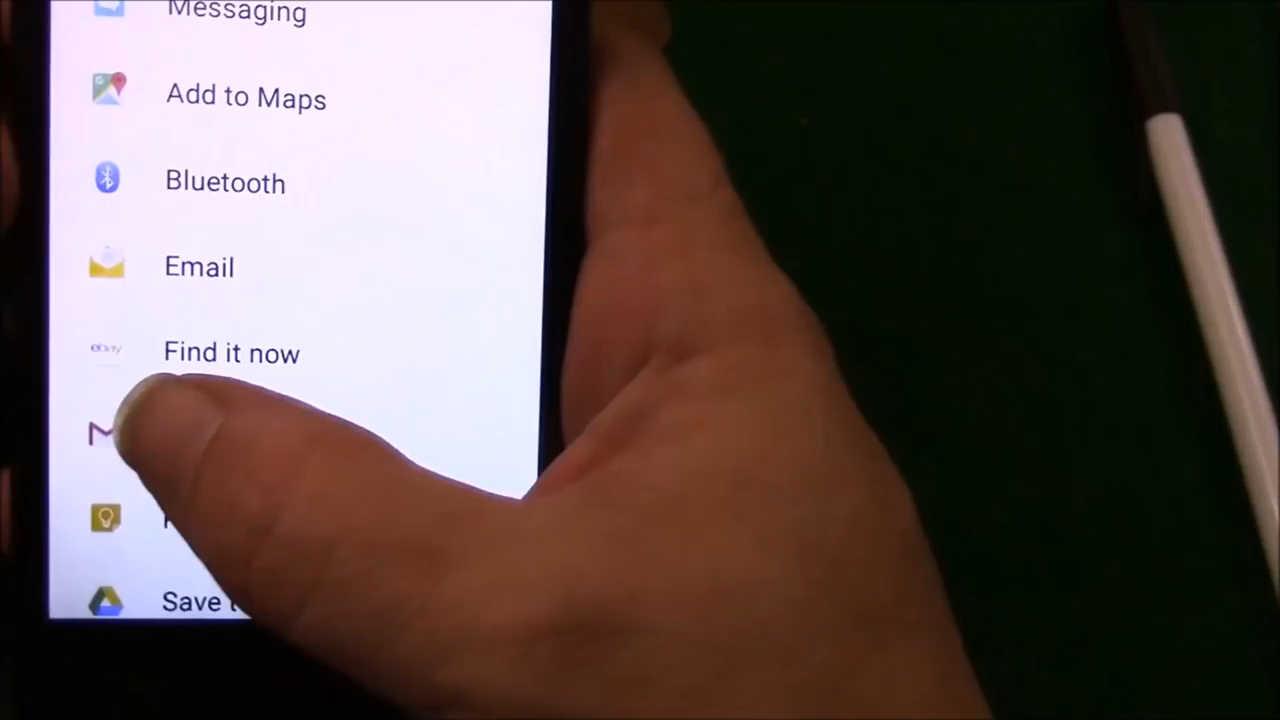 Messaging
Add to Maps
Bluetooth
Email
ebay
Find it now
Save